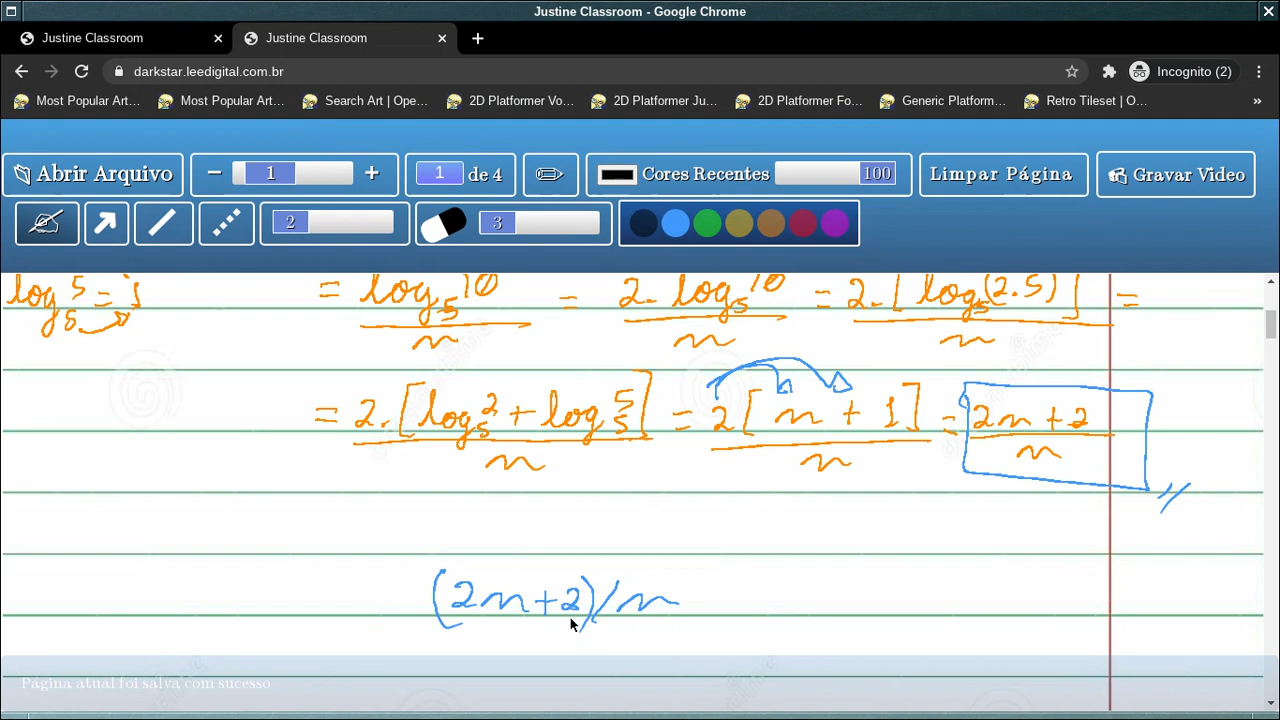 Justine Classroom - Google Chrome
Justine Classroom Justine Classroom
darkstar.leedigital.com.br Incognito (2)
Most Popular Art... Most Popular Art... Search Art | Ope... 2D Platformer Vo... 2D Platformer Ju... 2D Platformer Fo... Generic Platform... Retro Tileset | O... »
Abrir Arquivo − 1 + 1 de 4 Cores Recentes 100 Limpar Página Gravar Video
2 3
log₅ 5 = 1 = log₅ 10 / m = 2. log₅ 10 / m = 2.[log₅(2.5)] / m =
= 2.[log₅ 2 + log₅ 5] / m = 2[m + 1] / m = 2m + 2 / m
(2m+2)/m
Página atual foi salva com sucesso